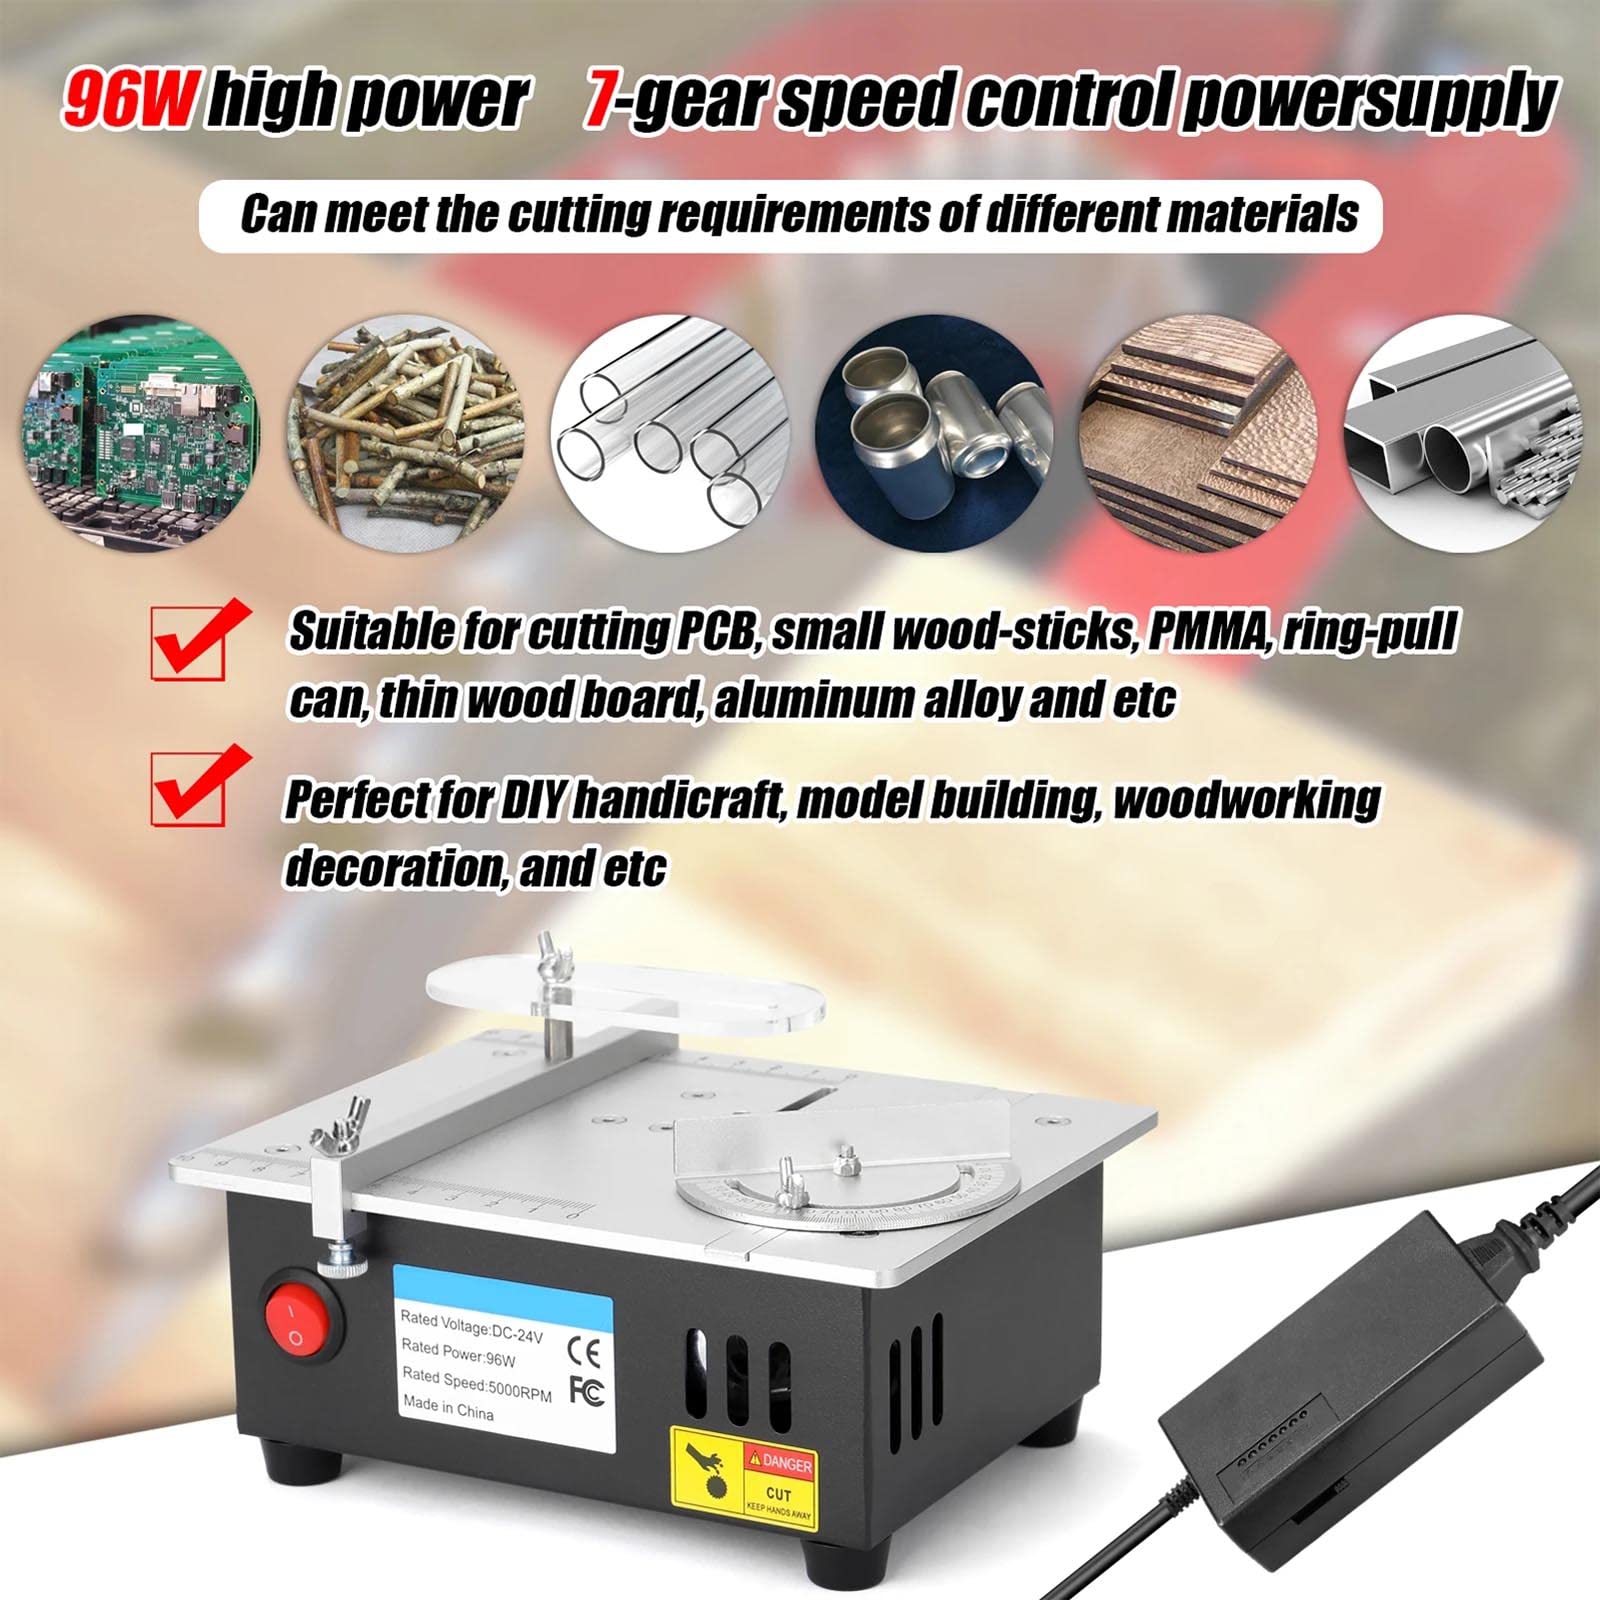 96W high power 7-gear speed control powersupply
Can meet the cutting requirements of different materials
Suitable for cutting PCB, small wood-sticks, PMMA, ring-pull
can, thin wood board, aluminum alloy and etc
Perfect for DIY handicraft, model building, woodworking
decoration, and etc
Rated Voltage:DC-24V
Rated Power:96W
Rated Speed:5000RPM
Made in China
CE
FC
DANGER
CUT
KEEP HANDS AWAY